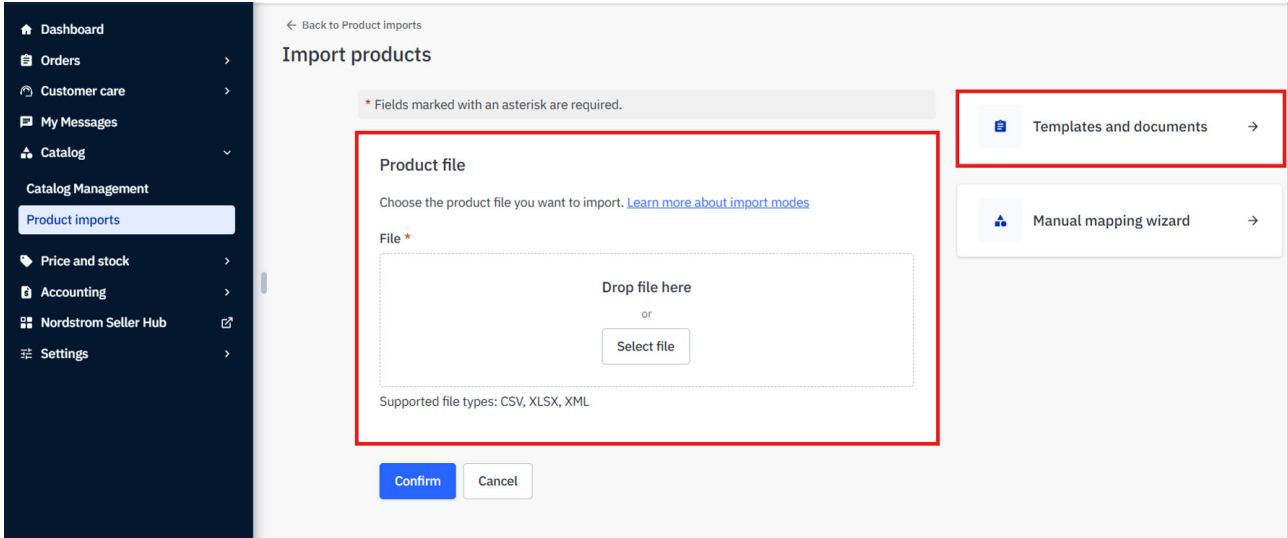 Dashboard
Orders
Customer care
My Messages
Catalog
Catalog Management
Product imports
Price and stock
Accounting
Nordstrom Seller Hub
Settings
← Back to Product imports
Import products
* Fields marked with an asterisk are required.
Product file
Choose the product file you want to import. Learn more about import modes
File *
Drop file here
or
Select file
Supported file types: CSV, XLSX, XML
Confirm
Cancel
Templates and documents
Manual mapping wizard